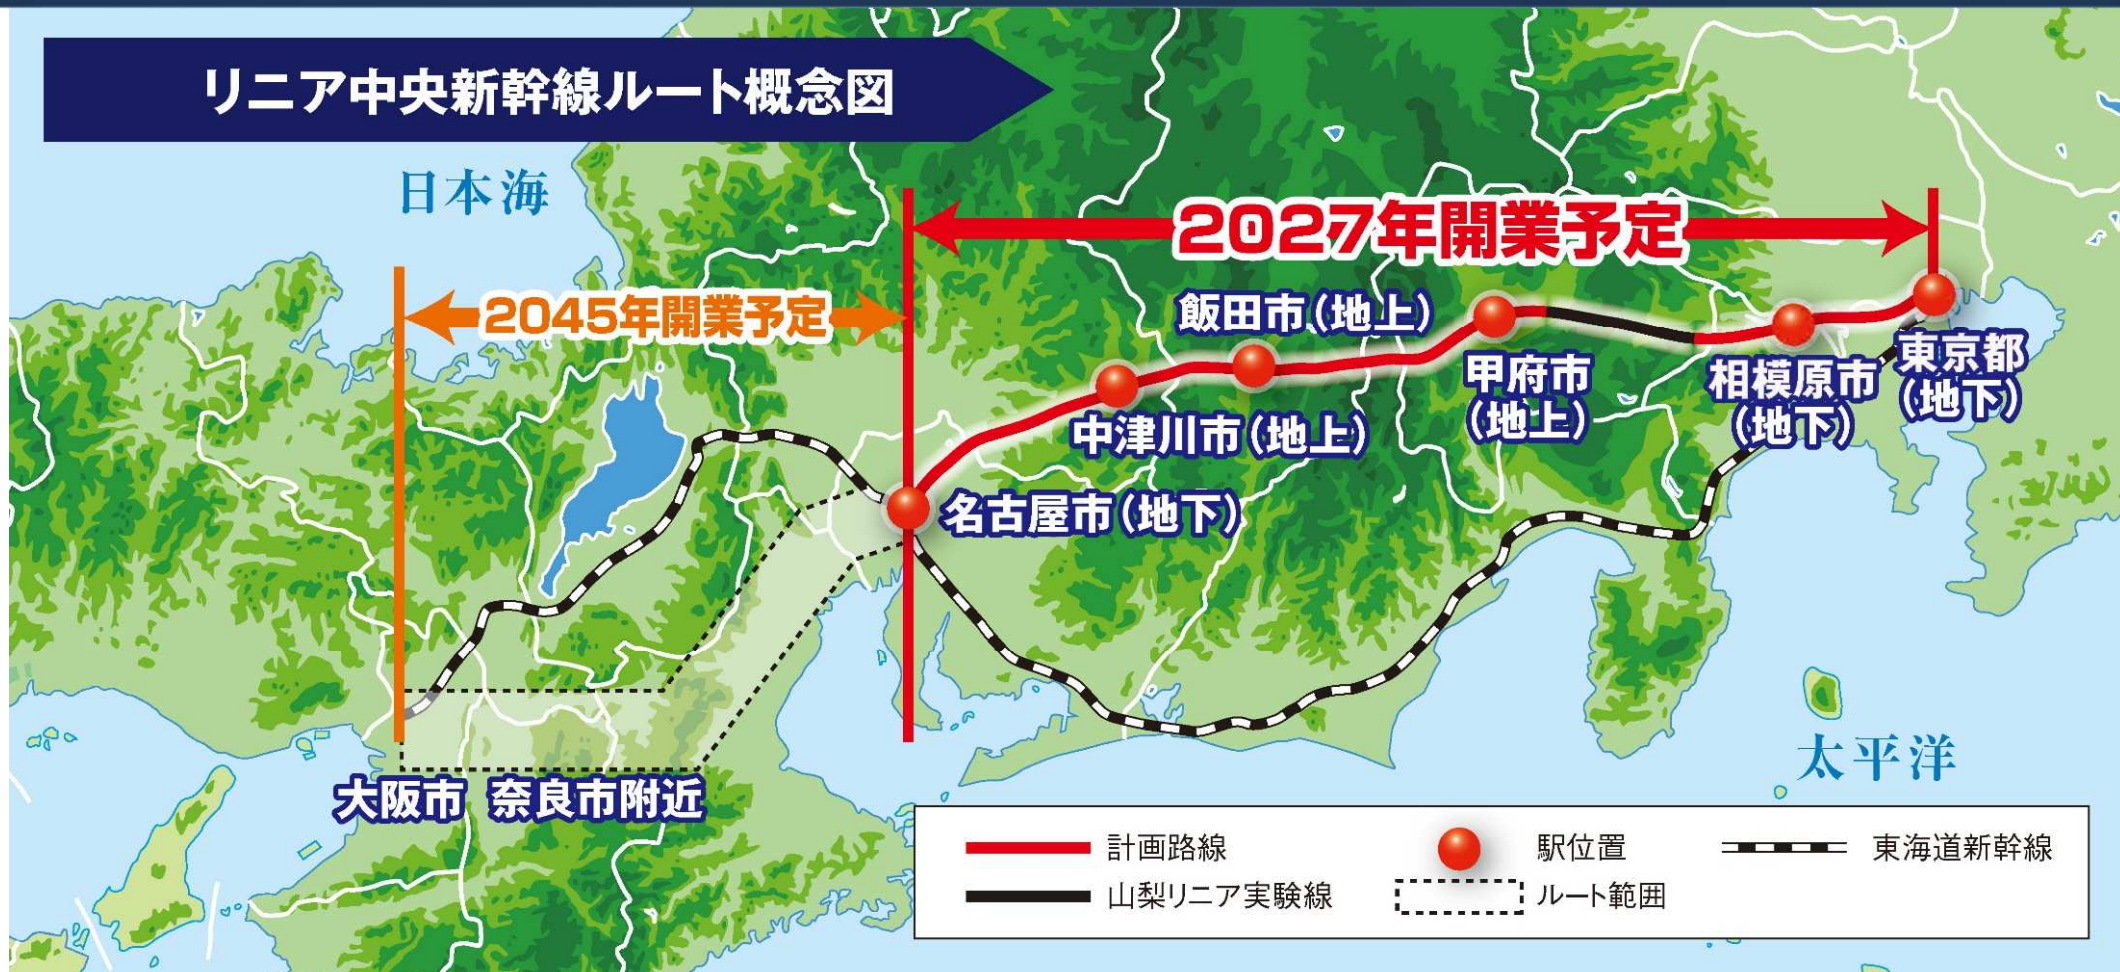 リニア中央新幹線ルート概念図
日本海
2027年開業予定
2045年開業予定
飯田市(地上)
中津川市(地上)
甲府市
(地上)
相模原市
(地下)
東京都
(地下)
名古屋市(地下)
太平洋
大阪市
奈良市附近
計画路線
駅位置
東海道新幹線
山梨リニア実験線
ルート範囲